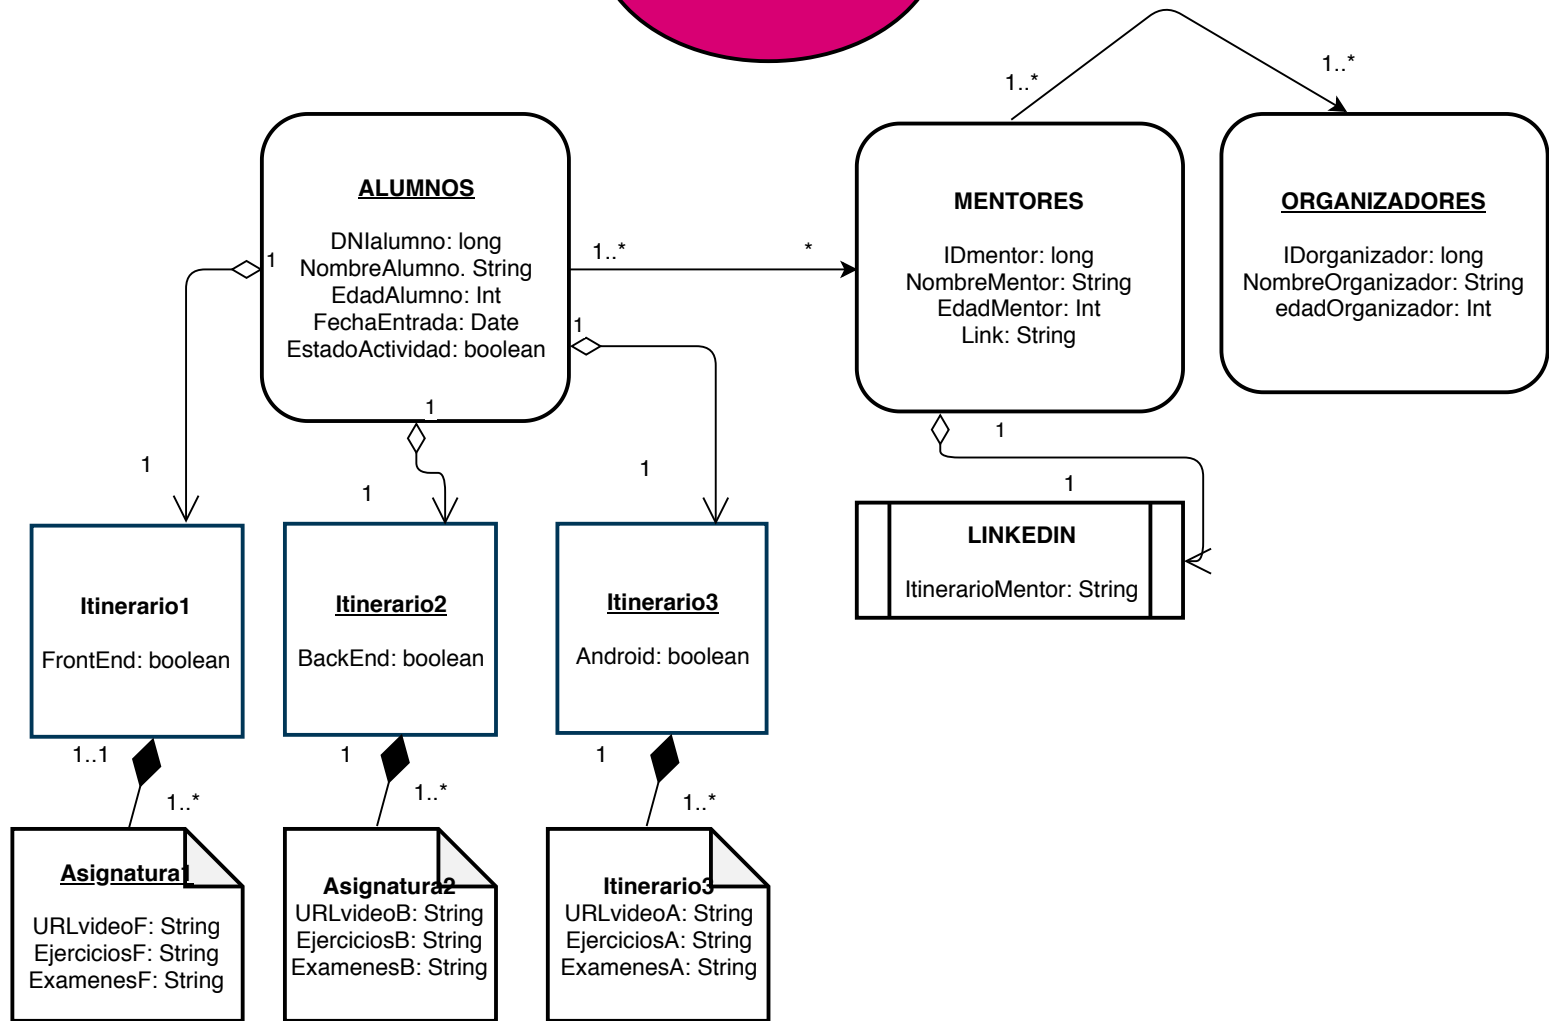 1..*
1..*
ALUMNOS
DNIalumno: long
NombreAlumno. String
EdadAlumno: Int
FechaEntrada: Date
EstadoActividad: boolean
1
1..*
*
1
1
MENTORES
IDmentor: long
NombreMentor: String
EdadMentor: Int
Link: String
ORGANIZADORES
IDorganizador: long
NombreOrganizador: String
edadOrganizador: Int
1
1
1
1
1
LINKEDIN
ItinerarioMentor: String
Itinerario1
FrontEnd: boolean
Itinerario2
BackEnd: boolean
Itinerario3
Android: boolean
1..1
1..*
1
1..*
1
1..*
Asignatura1
URLvideoF: String
EjerciciosF: String
ExamenesF: String
Asignatura2
URLvideoB: String
EjerciciosB: String
ExamenesB: String
Itinerario3
URLvideoA: String
EjerciciosA: String
ExamenesA: String